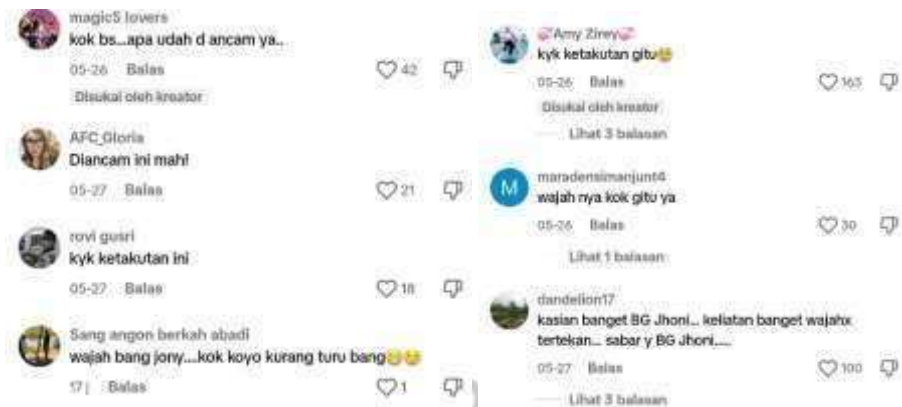 magic5 lovers
kok bs...apa udah d ancam ya..
05-26 Balas 42
Disukai oleh kreator
AFC_Gloria
Diancam ini mah!
05-27 Balas 21
rovi gusri
kyk ketakutan ini
05-27 Balas 18
Sang angon berkah abadi
wajah bang jony....kok koyo kurang turu bang😢😢
17 j Balas 1
💞Amy Zirey💞
kyk ketakutan gitu😢
05-26 Balas 163
Disukai oleh kreator
Lihat 3 balasan
M
maradensimanjunt4
wajah nya kok gitu ya
05-26 Balas 30
Lihat 1 balasan
dandelion17
kasian banget BG Jhoni... keliatan banget wajahx
tertekan... sabar y BG Jhoni.....
05-27 Balas 100
Lihat 3 balasan